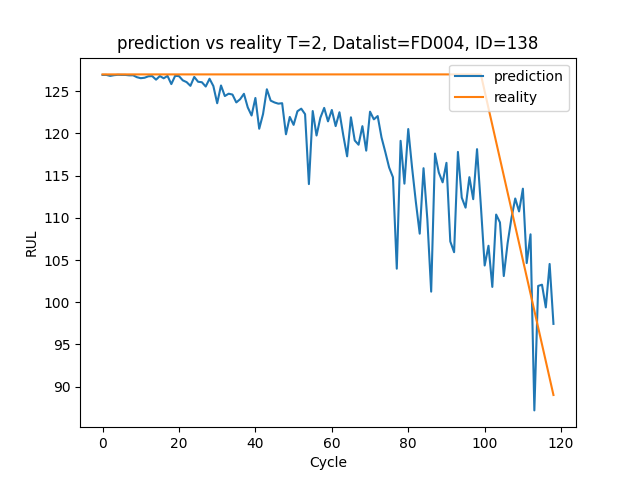 prediction vs reality T=2, Datalist=FD004, ID=138
prediction
reality
125
120
115
110
105
100
95
90
RUL
0 20 40 60 80 100 120
Cycle